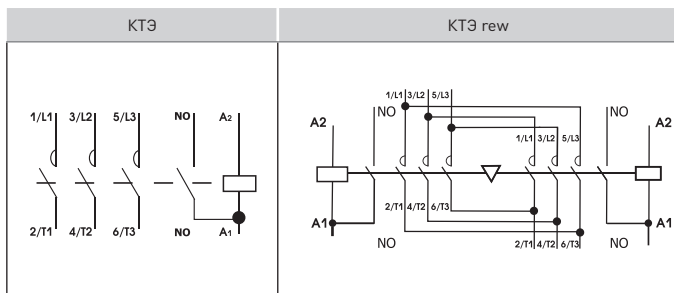 КТЭ
КТЭ rew
1/L1 3/L2 5/L3 NO A2
2/T1 4/T2 6/T3 NO A1
1/L1 3/L2 5/L3
NO NO
A2 A2
1/L1 3/L2 5/L3
2/T1 4/T2 6/T3
A1 A1
NO 2/T1 4/T2 6/T3 NO